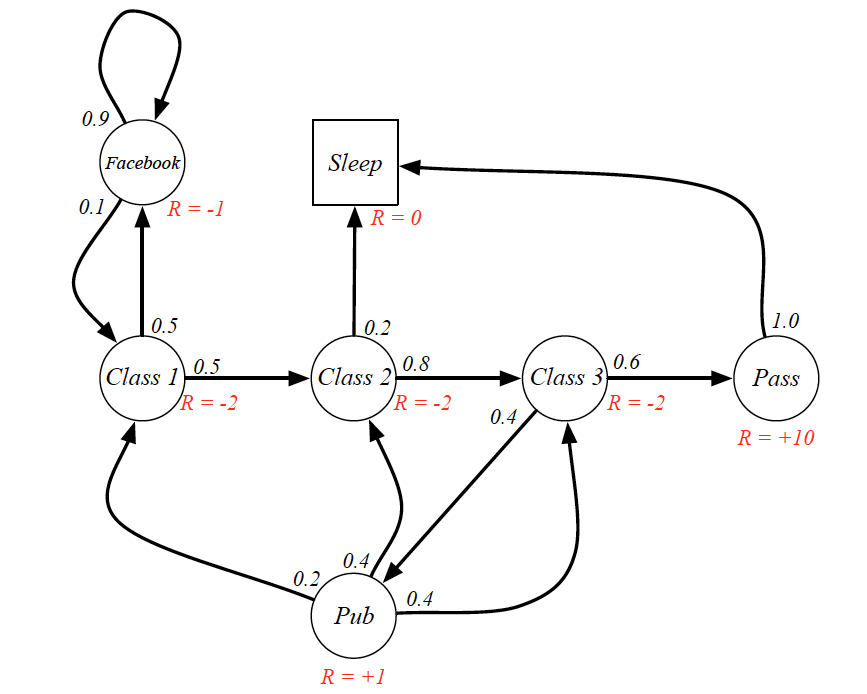 0.9
Facebook
Sleep
0.1
R = -1
R = 0
0.5
0.2
1.0
0.5
0.8
0.6
Class 1
Class 2
Class 3
Pass
R = -2
R = -2
R = -2
0.4
R = +10
0.4
0.2
0.4
Pub
R = +1